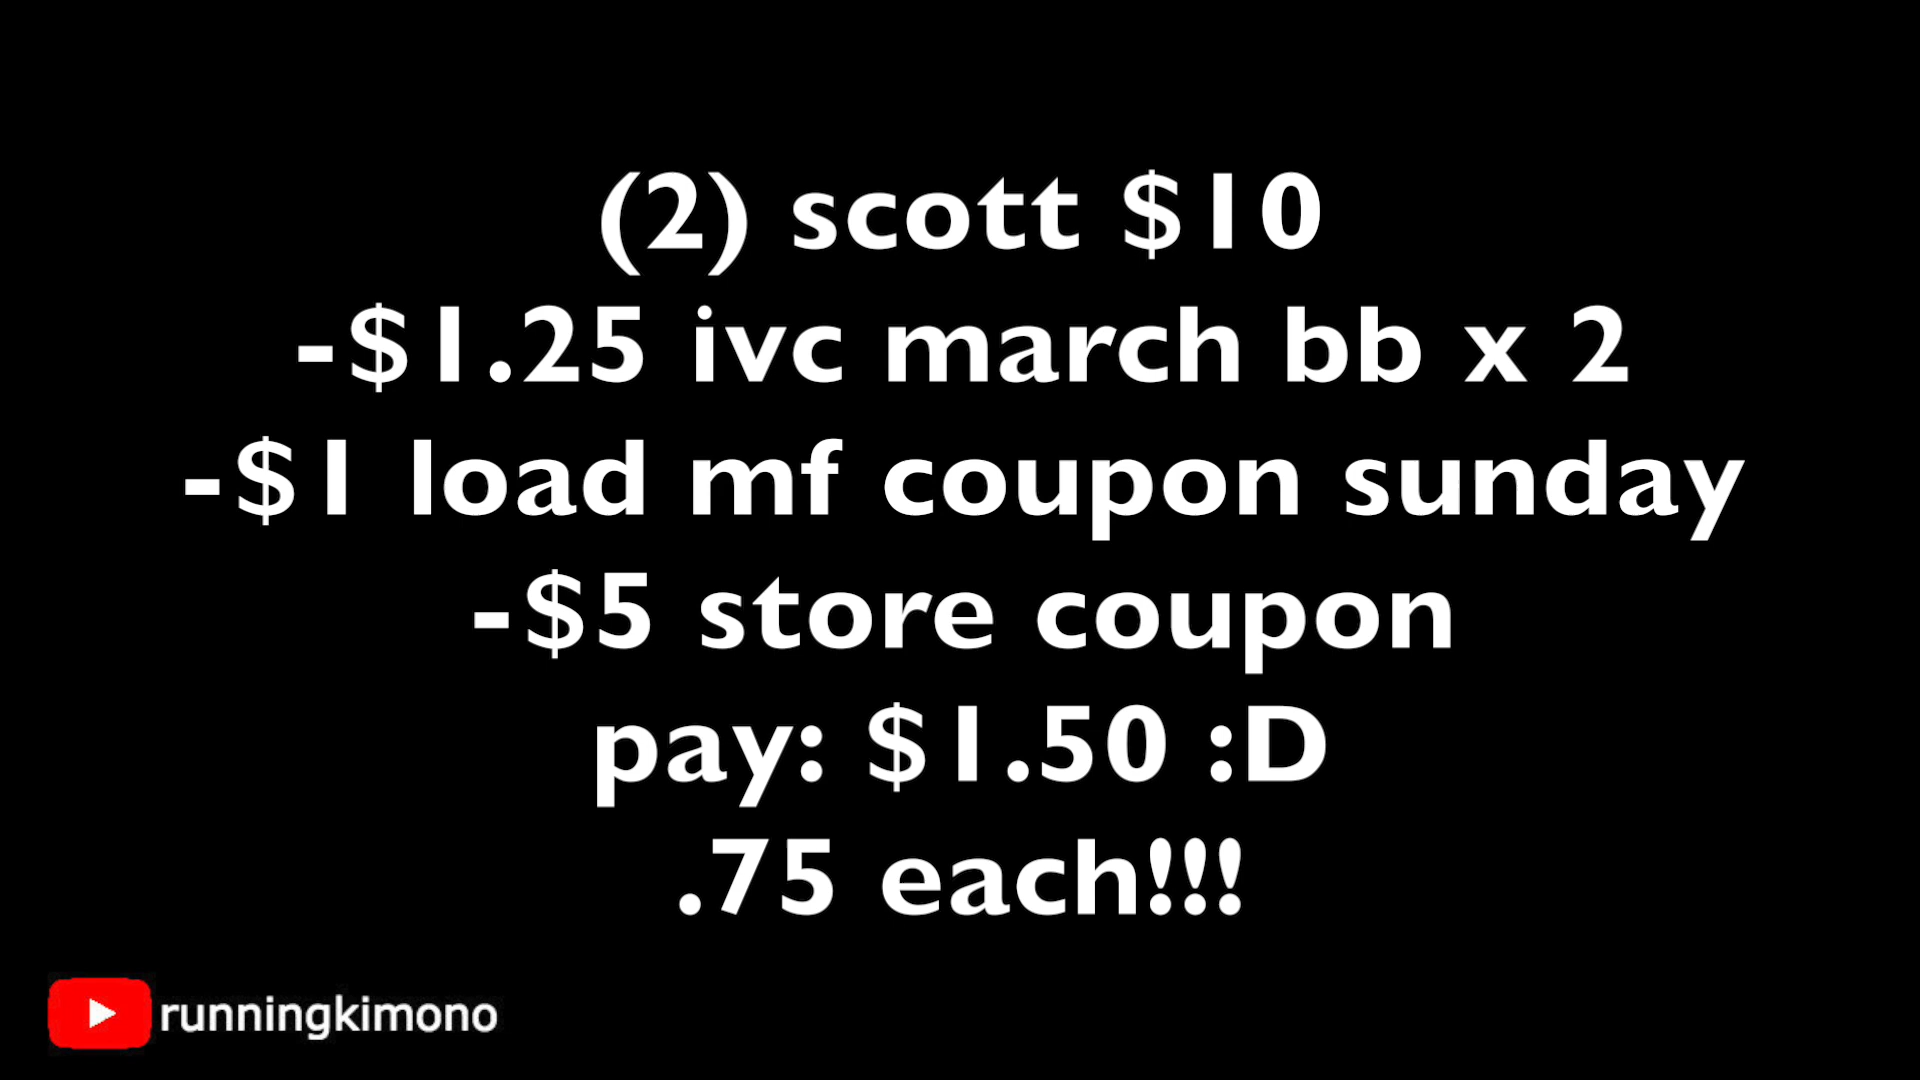 (2) scott $10
-$1.25 ivc march bb x 2
-$1 load mf coupon sunday
-$5 store coupon
pay: $1.50 :D
.75 each!!!
runningkimono